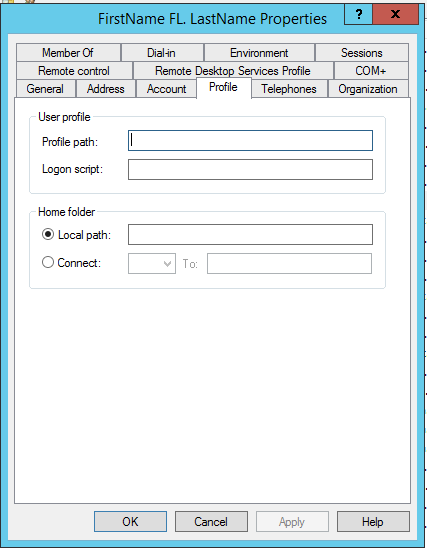 FirstName FL. LastName Properties ? x
Member Of Dial-in Environment Sessions
Remote control Remote Desktop Services Profile COM+
General Address Account Profile Telephones Organization
User profile
Profile path:
Logon script:
Home folder
Local path:
Connect: To:
OK Cancel Apply Help